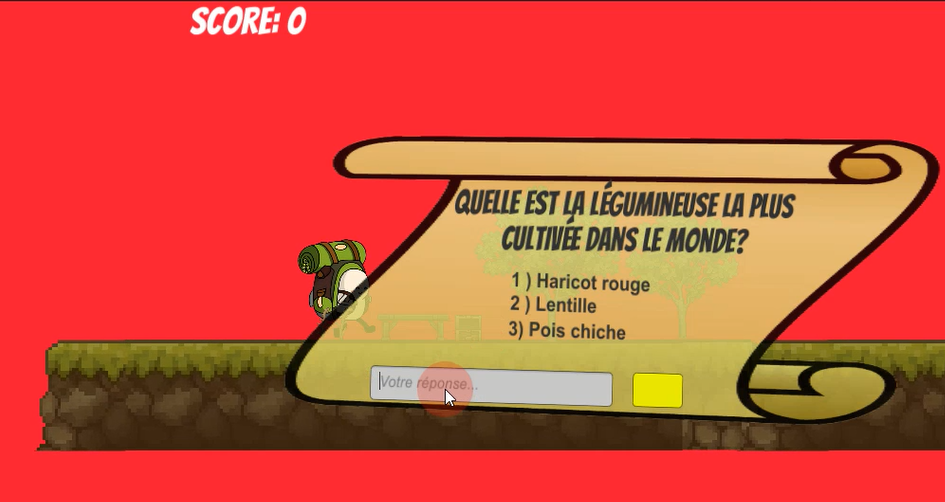 SCORE: 0
QUELLE EST LA LÉGUMINEUSE LA PLUS
CULTIVÉE DANS LE MONDE?
1 ) Haricot rouge
2 ) Lentille
3) Pois chiche
Votre réponse...